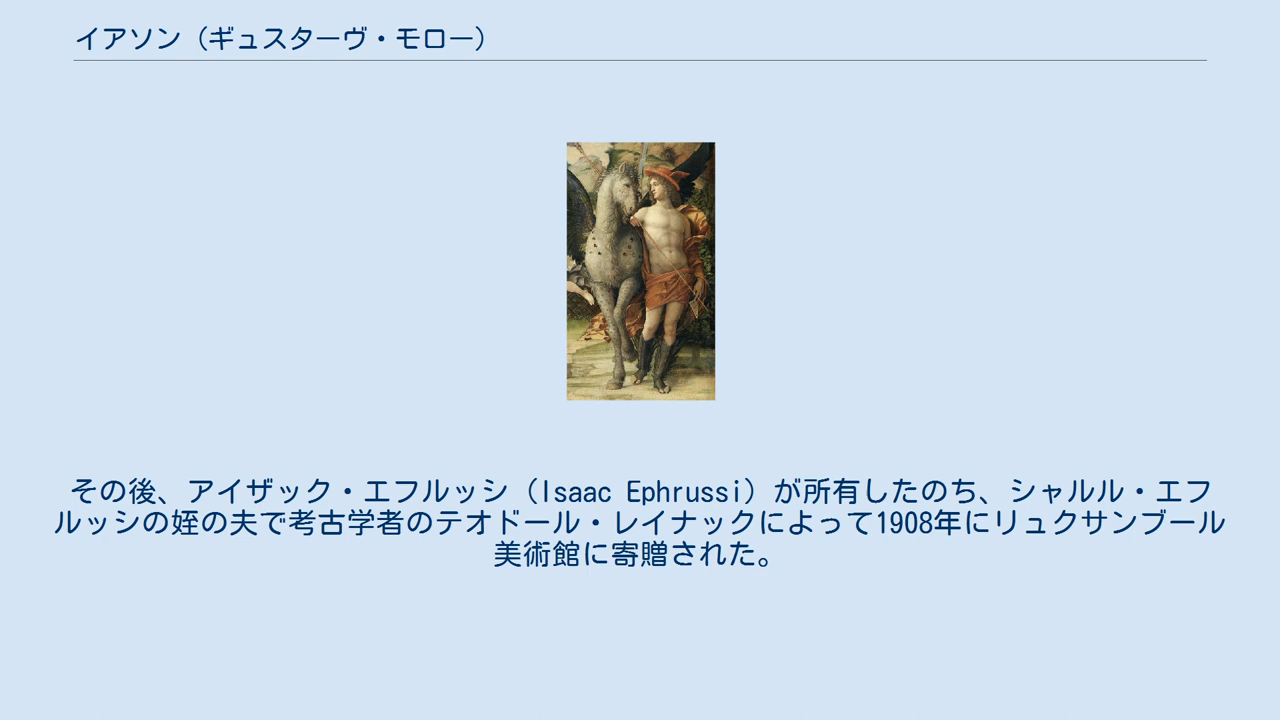 イアソン（ギュスターヴ・モロー）
その後、アイザック・エフルッシ（Isaac Ephrussi）が所有したのち、シャルル・エフ
ルッシの姪の夫で考古学者のテオドール・レイナックによって1908年にリュクサンブール
美術館に寄贈された。